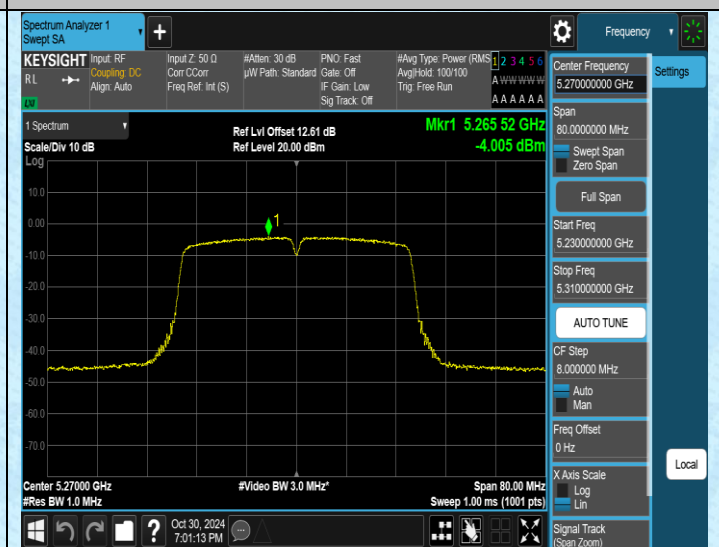 Spectrum Analyzer 1
Swept SA
+
Frequency
KEYSIGHT
RL
LXI
Input: RF
Coupling: DC
Align: Auto
Input Z: 50 Ω
Corr CCorr
Freq Ref: Int (S)
#Atten: 30 dB
µW Path: Standard
PNO: Fast
Gate: Off
IF Gain: Low
Sig Track: Off
#Avg Type: Power (RMS
Avg|Hold: 100/100
Trig: Free Run
1 2 3 4 5 6
A W W W W W
A A A A A A
1 Spectrum
Scale/Div 10 dB
Ref Lvl Offset 12.61 dB
Ref Level 20.00 dBm
Mkr1 5.265 52 GHz
-4.005 dBm
Log
10.0
0.00
-10.0
-20.0
-30.0
-40.0
-50.0
-60.0
-70.0
1
Center 5.27000 GHz
#Res BW 1.0 MHz
#Video BW 3.0 MHz*
Span 80.00 MHz
Sweep 1.00 ms (1001 pts)
Center Frequency
5.270000000 GHz
Settings
Span
80.0000000 MHz
Swept Span
Zero Span
Full Span
Start Freq
5.230000000 GHz
Stop Freq
5.310000000 GHz
AUTO TUNE
CF Step
8.000000 MHz
Auto
Man
Freq Offset
0 Hz
X Axis Scale
Log
Lin
Signal Track
(Span Zoom)
Local
?
Oct 30, 2024
7:01:13 PM